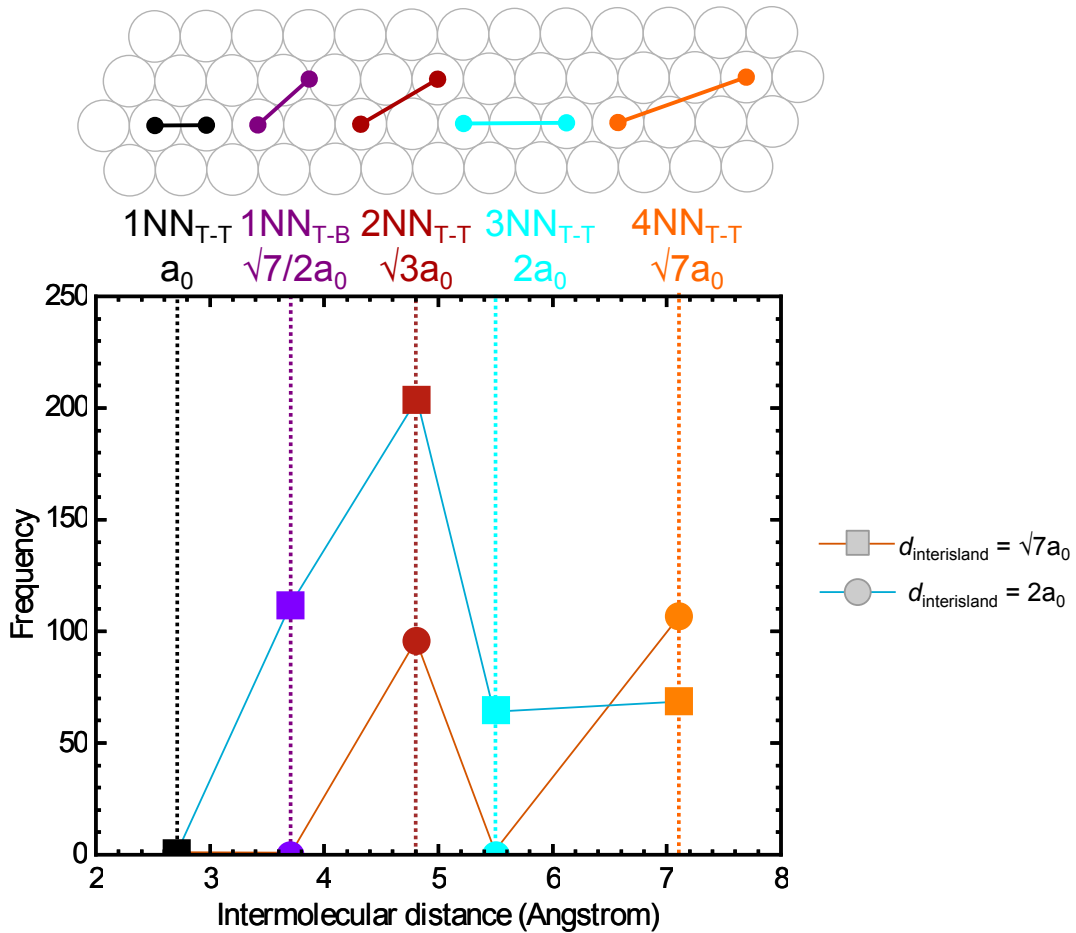 1NNT-T 1NNT-B 2NNT-T 3NNT-T 4NNT-T
a0 √7/2a0 √3a0 2a0 √7a0
250
200
150
100
50
0
Frequency
2 3 4 5 6 7 8
Intermolecular distance (Angstrom)
dinterisland = √7a0
dinterisland = 2a0